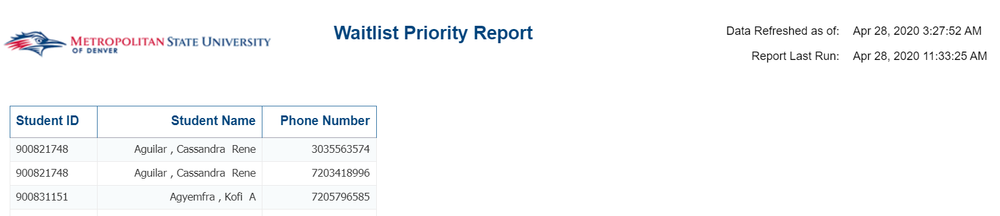 Waitlist Priority Report
METROPOLITAN STATE UNIVERSITY
OF DENVER
Data Refreshed as of: Apr 28, 2020 3:27:52 AM
Report Last Run: Apr 28, 2020 11:33:25 AM
Student ID Student Name Phone Number
900821748 Aguilar , Cassandra Rene 3035563574
900821748 Aguilar , Cassandra Rene 7203418996
900831151 Agyemfra , Kofi A 7205796585